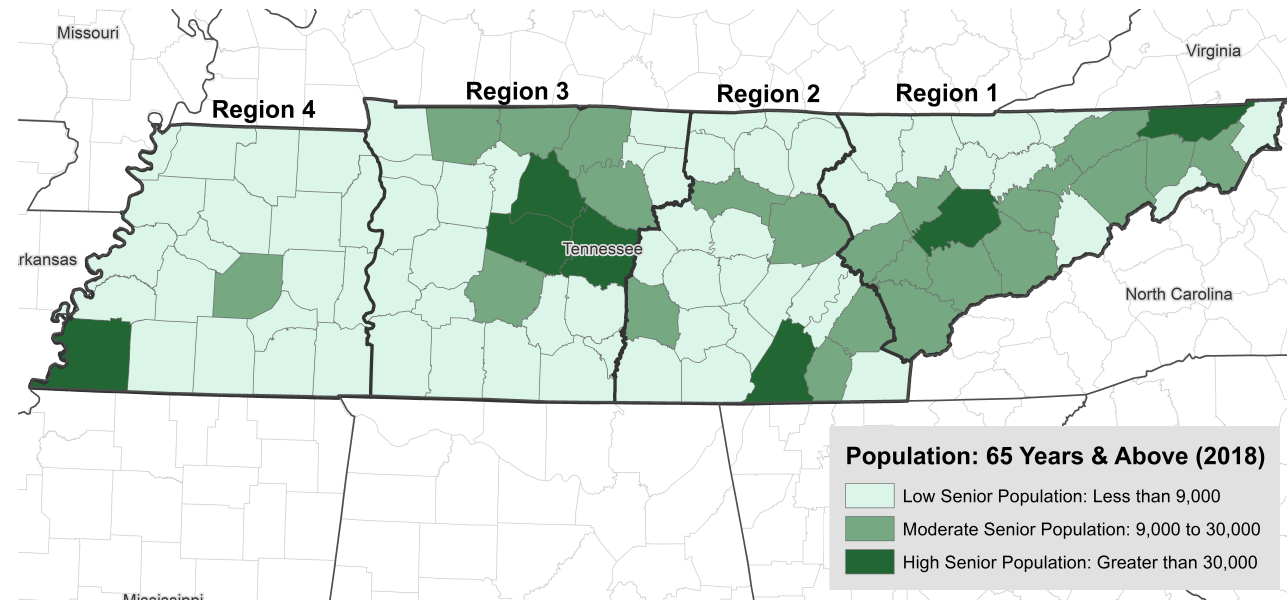 Missouri
Virginia
Region 4
Region 3
Region 2
Region 1
Tennessee
rkansas
North Carolina
Mississippi
Population: 65 Years & Above (2018)
Low Senior Population: Less than 9,000
Moderate Senior Population: 9,000 to 30,000
High Senior Population: Greater than 30,000